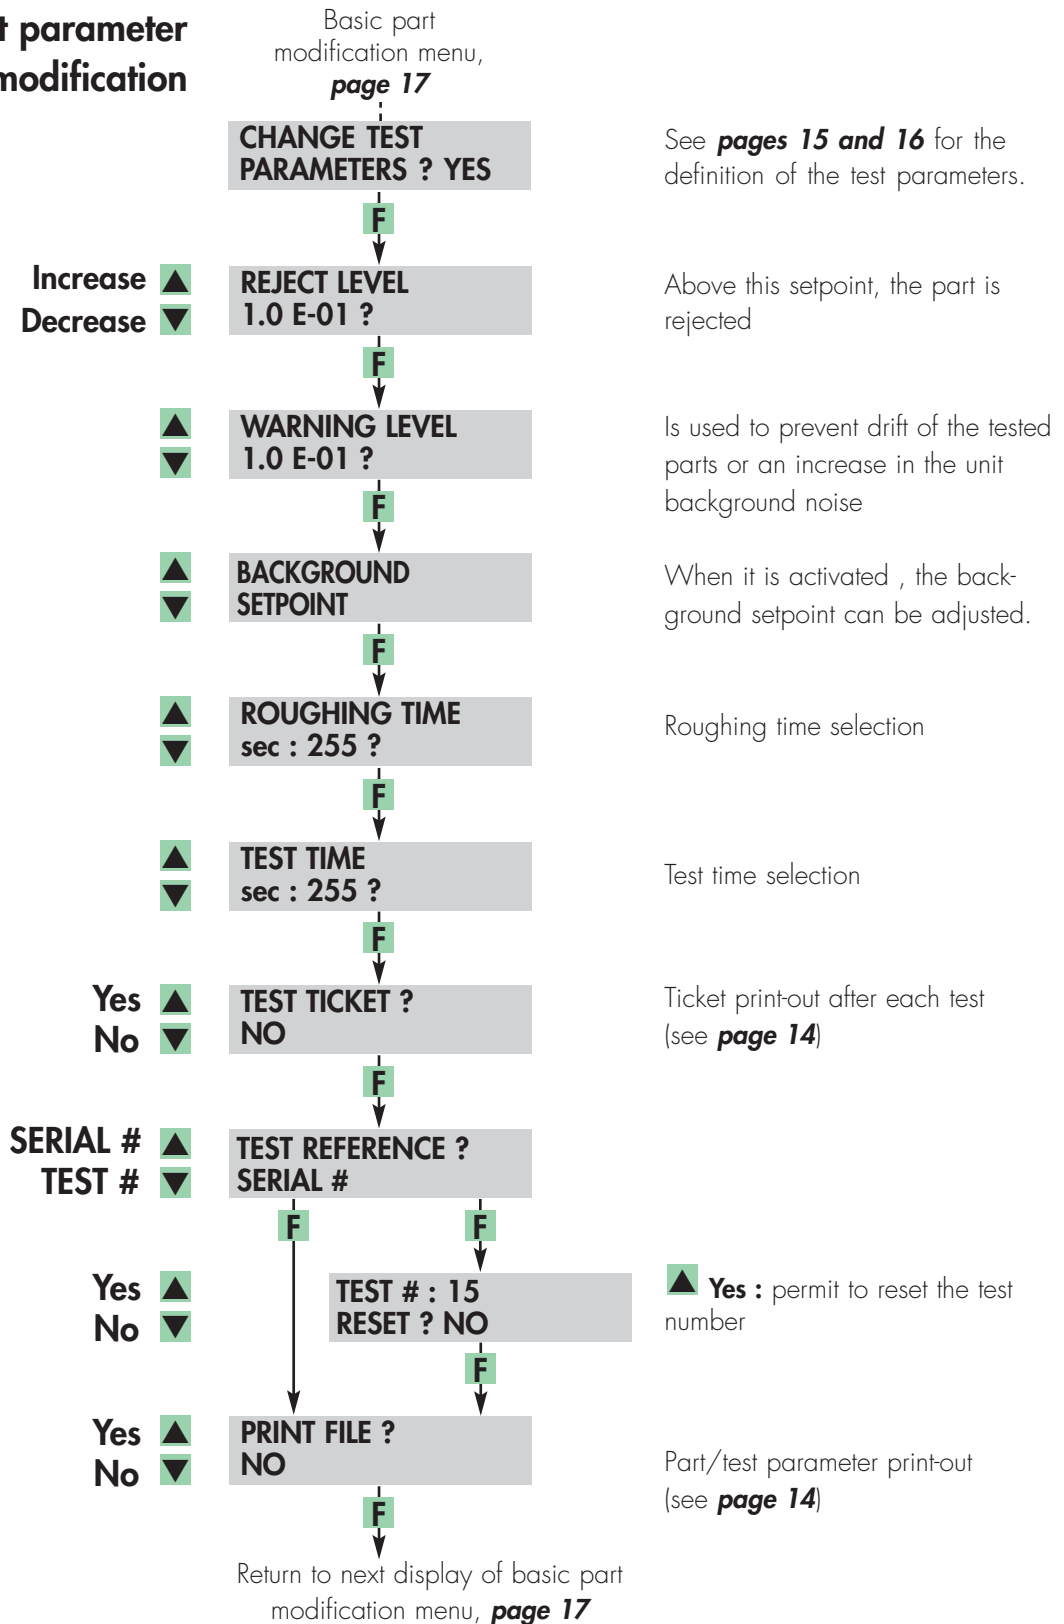 t parameter
modification
Basic part
modification menu,
page 17
CHANGE TEST
PARAMETERS ? YES
See pages 15 and 16 for the
definition of the test parameters.
F
Increase
Decrease
REJECT LEVEL
1.0 E-01 ?
Above this setpoint, the part is
rejected
F
WARNING LEVEL
1.0 E-01 ?
Is used to prevent drift of the tested
parts or an increase in the unit
background noise
F
BACKGROUND
SETPOINT
When it is activated , the back-
ground setpoint can be adjusted.
F
ROUGHING TIME
sec : 255 ?
Roughing time selection
F
TEST TIME
sec : 255 ?
Test time selection
F
Yes
No
TEST TICKET ?
NO
Ticket print-out after each test
(see page 14)
F
SERIAL #
TEST #
TEST REFERENCE ?
SERIAL #
F F
Yes
No
TEST # : 15
RESET ? NO
Yes : permit to reset the test
number
F
Yes
No
PRINT FILE ?
NO
Part/test parameter print-out
(see page 14)
F
Return to next display of basic part
modification menu, page 17